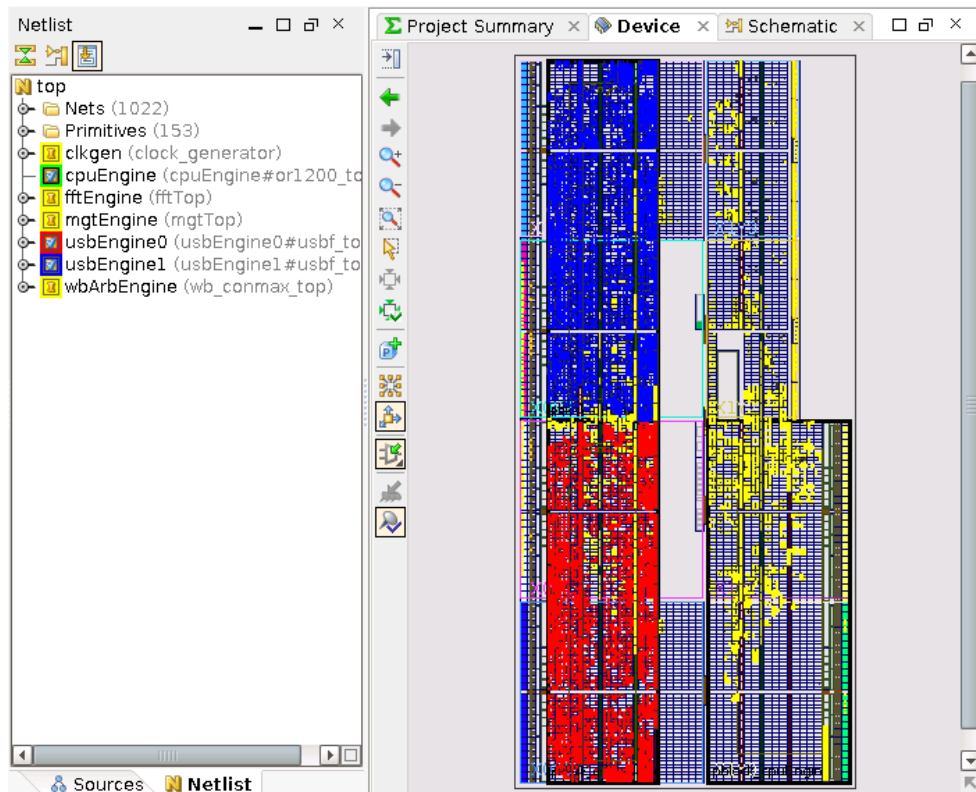 Netlist
top
Nets (1022)
Primitives (153)
clkgen (clock_generator)
cpuEngine (cpuEngine#or1200_to
fftEngine (fftTop)
mgtEngine (mgtTop)
usbEngine0 (usbEngine0#usbf_to
usbEngine1 (usbEngine1#usbf_to
wbArbEngine (wb_conmax_top)
Sources
Netlist
Project Summary
Device
Schematic